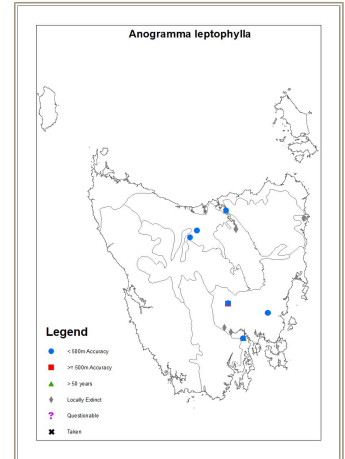 Anogramma leptophylla
Legend
< 500m Accuracy
>= 500m Accuracy
> 50 years
Locally Extinct
? Questionable
Taken